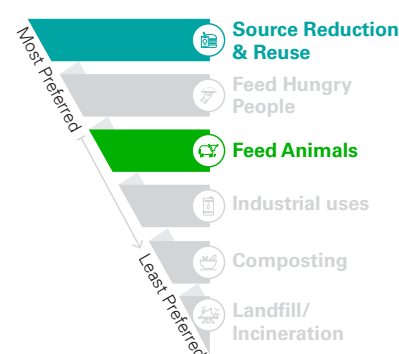 Source Reduction
& Reuse
Most Preferred
Feed Hungry
People
Feed Animals
Industrial uses
Composting
Least Preferred
Landfill/
Incineration